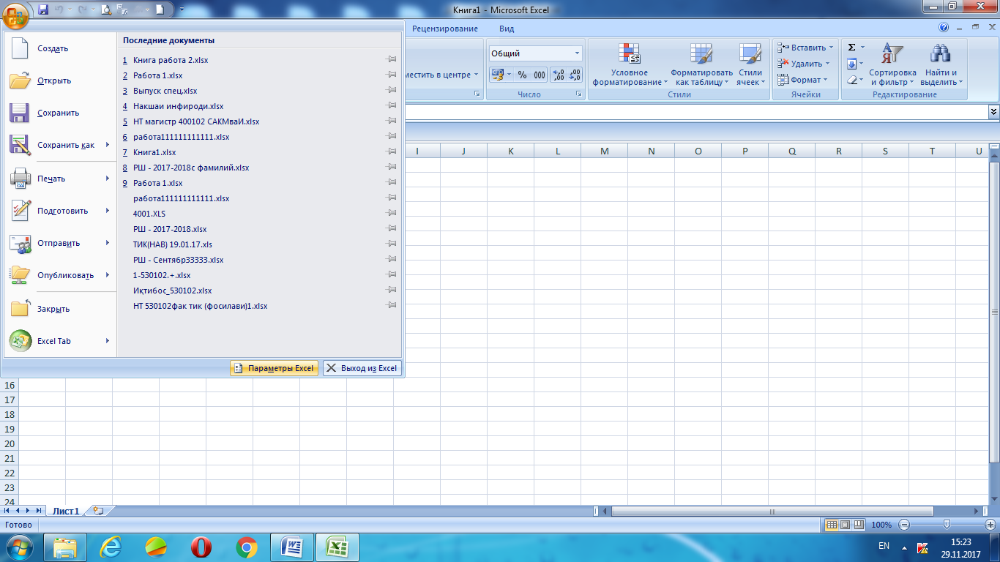 Книга1 - Microsoft Excel
Рецензирование Вид
Создать
Открыть
Сохранить
Сохранить как
Печать
Подготовить
Отправить
Опубликовать
Закрыть
Excel Tab
Последние документы
1 Книга работа 2.xlsx
2 Работа 1.xlsx
3 Выпуск спец.xlsx
4 Накшаи инфироди.xlsx
5 НТ магистр 400102 САКМваИ.xlsx
6 работа111111111111.xlsx
7 Книга1.xlsx
8 РШ - 2017-2018с фамилий.xlsx
9 Работа 1.xlsx
работа111111111111.xlsx
4001.XLS
РШ - 2017-2018.xlsx
ТИК(НАВ) 19.01.17.xls
РШ - Сентябр33333.xlsx
1-530102.+.xlsx
Иқтибос_530102.xlsx
НТ 530102фак тик (фосилави)1.xlsx
Параметры Excel
Выход из Excel
местить в центре
Общий
% 000 ,00 ,00
Число
Условное форматирование
Форматировать как таблицу
Стили ячеек
Стили
Вставить
Удалить
Формат
Ячейки
Σ
Сортировка и фильтр
Найти и выделить
Редактирование
I J K L M N O P Q R S T U
16
17
18
19
20
21
22
23
24
Лист1
Готово
100%
EN
15:23
29.11.2017